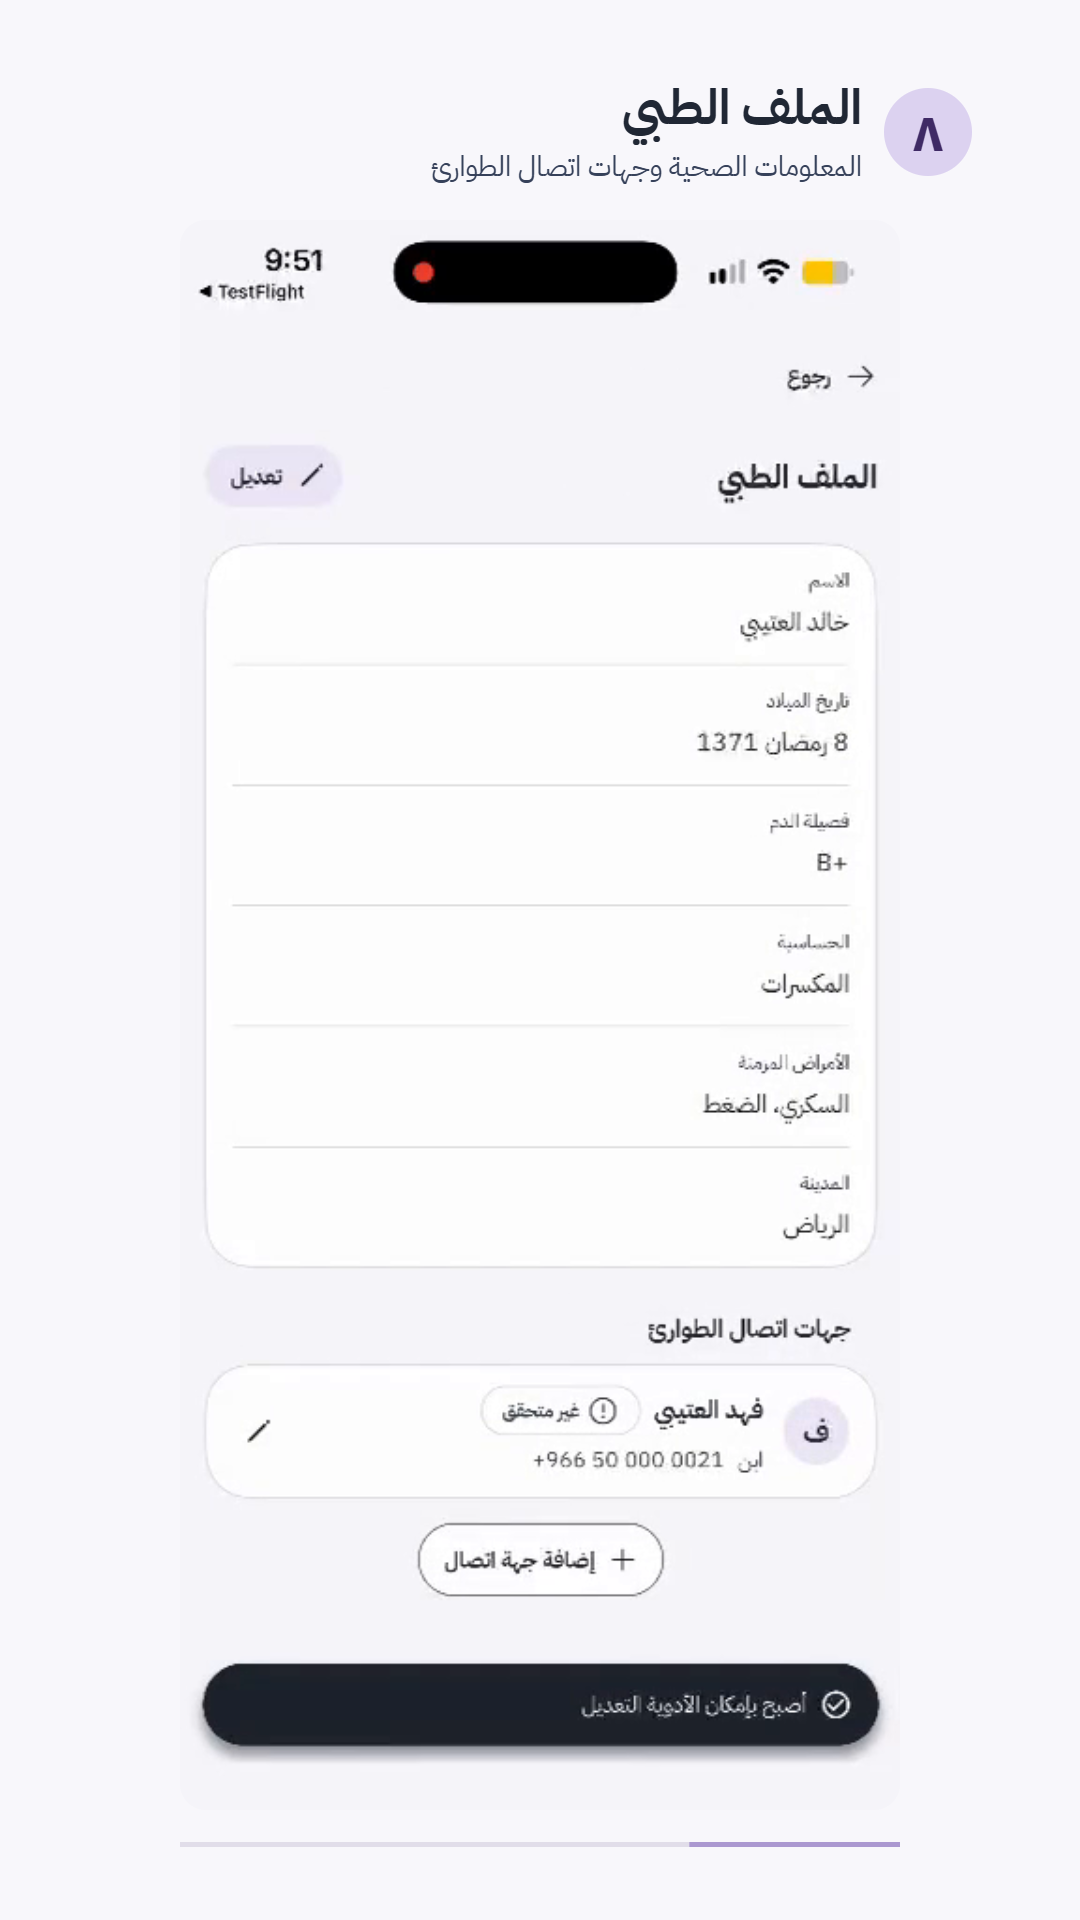 ٨
الملف الطبي
المعلومات الصحية وجهات اتصال الطوارئ
9:51
◀ TestFlight
رجوع
الملف الطبي
تعديل
الاسم
خالد العتيبي
تاريخ الميلاد
8 رمضان 1371
فصيلة الدم
B+
الحساسية
المكسرات
الأمراض المزمنة
السكري، الضغط
المدينة
الرياض
جهات اتصال الطوارئ
ف
فهد العتيبي غير متحقق
ابن +966 50 000 0021
إضافة جهة اتصال
أصبح بإمكان الأدوية التعديل